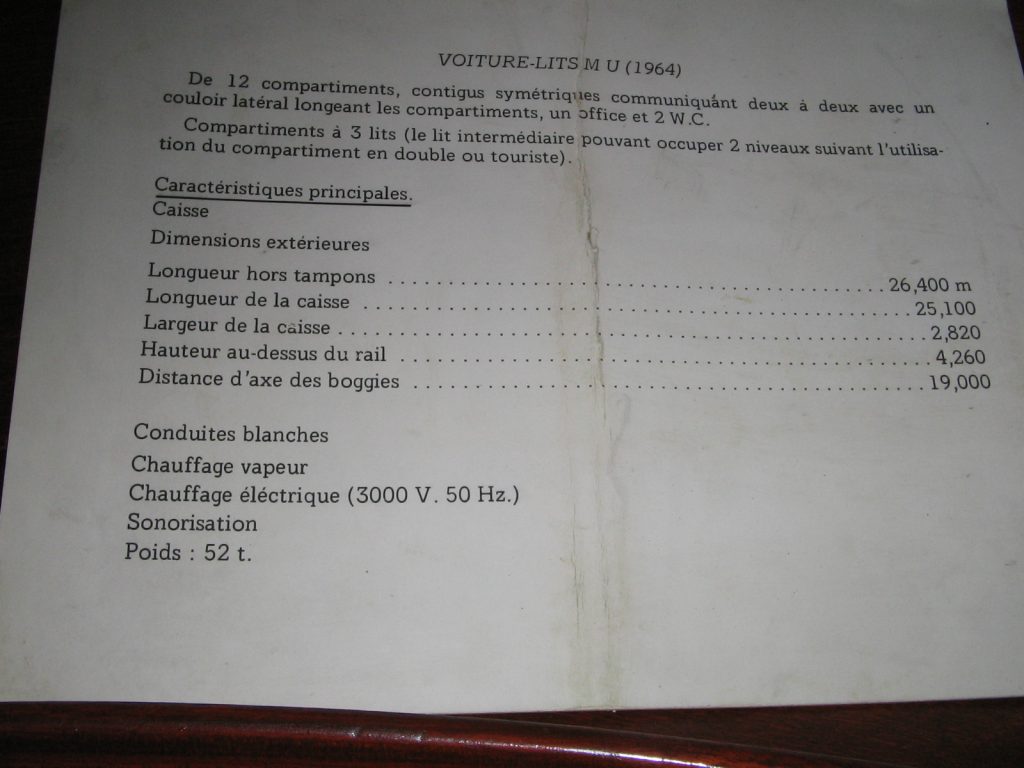 VOITURE-LITS M U (1964)
De 12 compartiments, contigus symétriques communiquant deux à deux avec un
couloir latéral longeant les compartiments, un office et 2 W.C.
Compartiments à 3 lits (le lit intermédiaire pouvant occuper 2 niveaux suivant l'utilisa-
tion du compartiment en double ou touriste).
Caractéristiques principales.
Caisse
Dimensions extérieures
Longueur hors tampons ........................................ 26,400 m
Longueur de la caisse ........................................ 25,100
Largeur de la caisse ........................................ 2,820
Hauteur au-dessus du rail ........................................ 4,260
Distance d'axe des boggies ........................................ 19,000
Conduites blanches
Chauffage vapeur
Chauffage éléctrique (3000 V. 50 Hz.)
Sonorisation
Poids : 52 t.